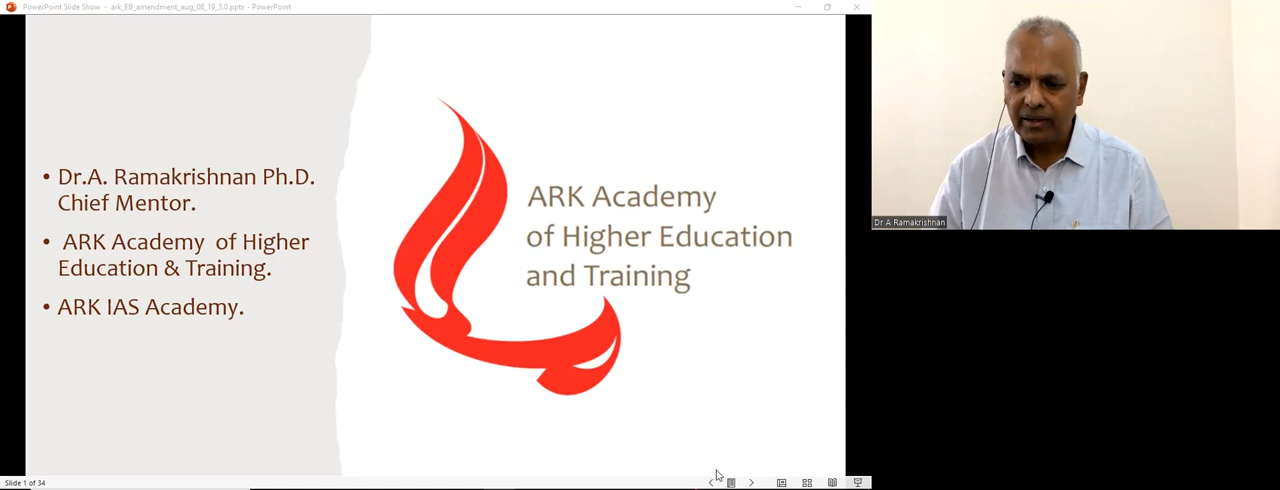 PowerPoint Slide Show - ark_EB_amendment_aug_08_19_3.0.pptx - PowerPoint
• Dr.A. Ramakrishnan Ph.D.
Chief Mentor.
• ARK Academy of Higher
Education & Training.
• ARK IAS Academy.
ARK Academy
of Higher Education
and Training
Dr A Ramakrishnan
Slide 1 of 34